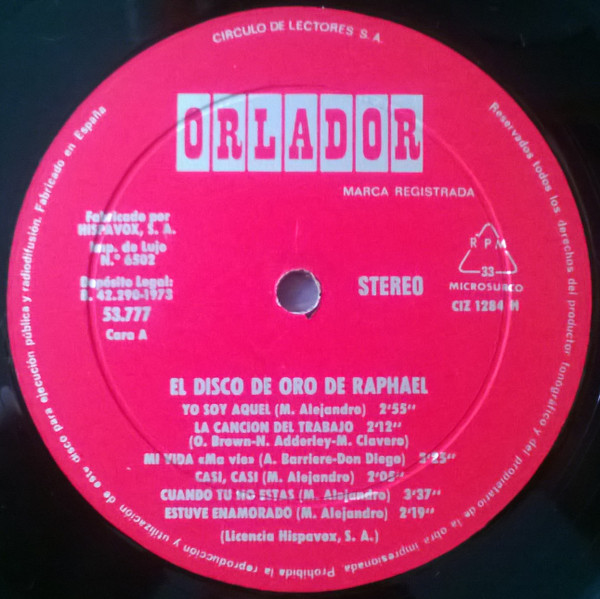 CIRCULO DE LECTORES S.A.
ORLADOR
MARCA REGISTRADA
Fabricado por
HISPAVOX, S. A.
Imp. de Lujo
N.° 6502
Depósito Legal:
B. 42.290-1973
53.777
Cara A
STEREO
RPM
33
MICROSURCO
CIZ 1284 H
EL DISCO DE ORO DE RAPHAEL
YO SOY AQUEL (M. Alejandro) 2'55"
LA CANCION DEL TRABAJO 2'12"
(O. Brown-N. Adderley-M. Clavero)
MI VIDA «Ma vie» (A. Barriere-Don Diego) 3'25"
CASI, CASI (M. Alejandro) 2'05"
CUANDO TU NO ESTAS (M. Alejandro) 3'37"
ESTUVE ENAMORADO (M. Alejandro) 2'19"
(Licencia Hispavox, S. A.)
Reservados todos los derechos del productor fonográfico y del propietario de la obra impresionada. Prohibida la reproducción y utilización de este disco para ejecución pública y radiodifusión. Fabricado en España